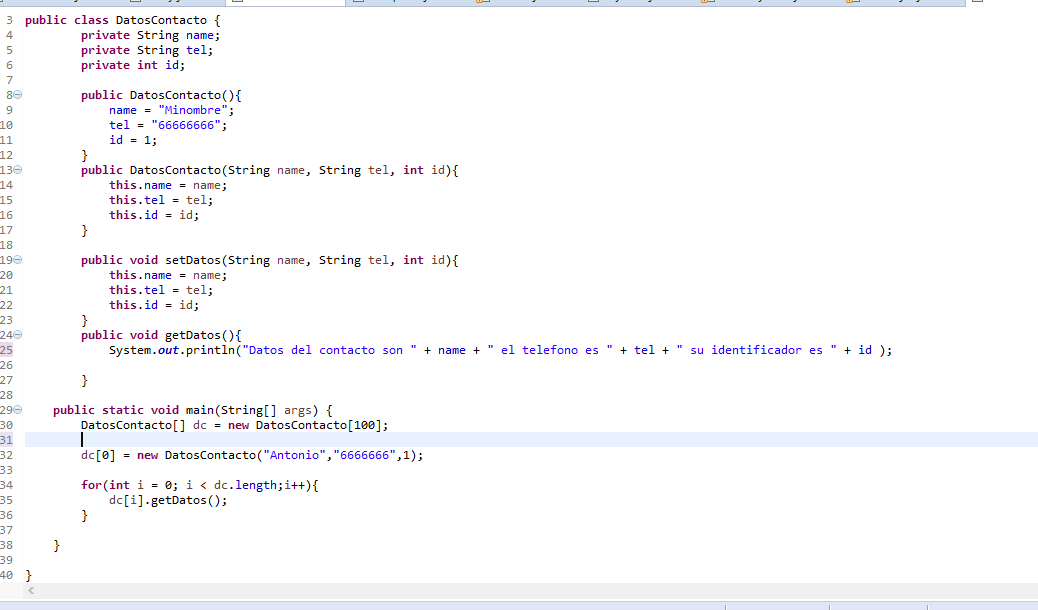 3 public class DatosContacto {
4 private String name;
5 private String tel;
6 private int id;
7
8 public DatosContacto(){
9 name = "Minombre";
10 tel = "66666666";
11 id = 1;
12 }
13 public DatosContacto(String name, String tel, int id){
14 this.name = name;
15 this.tel = tel;
16 this.id = id;
17 }
18
19 public void setDatos(String name, String tel, int id){
20 this.name = name;
21 this.tel = tel;
22 this.id = id;
23 }
24 public void getDatos(){
25 System.out.println("Datos del contacto son " + name + " el telefono es " + tel + " su identificador es " + id );
26
27 }
28
29 public static void main(String[] args) {
30 DatosContacto[] dc = new DatosContacto[100];
31
32 dc[0] = new DatosContacto("Antonio","6666666",1);
33
34 for(int i = 0; i < dc.length;i++){
35 dc[i].getDatos();
36 }
37
38 }
39
40 }